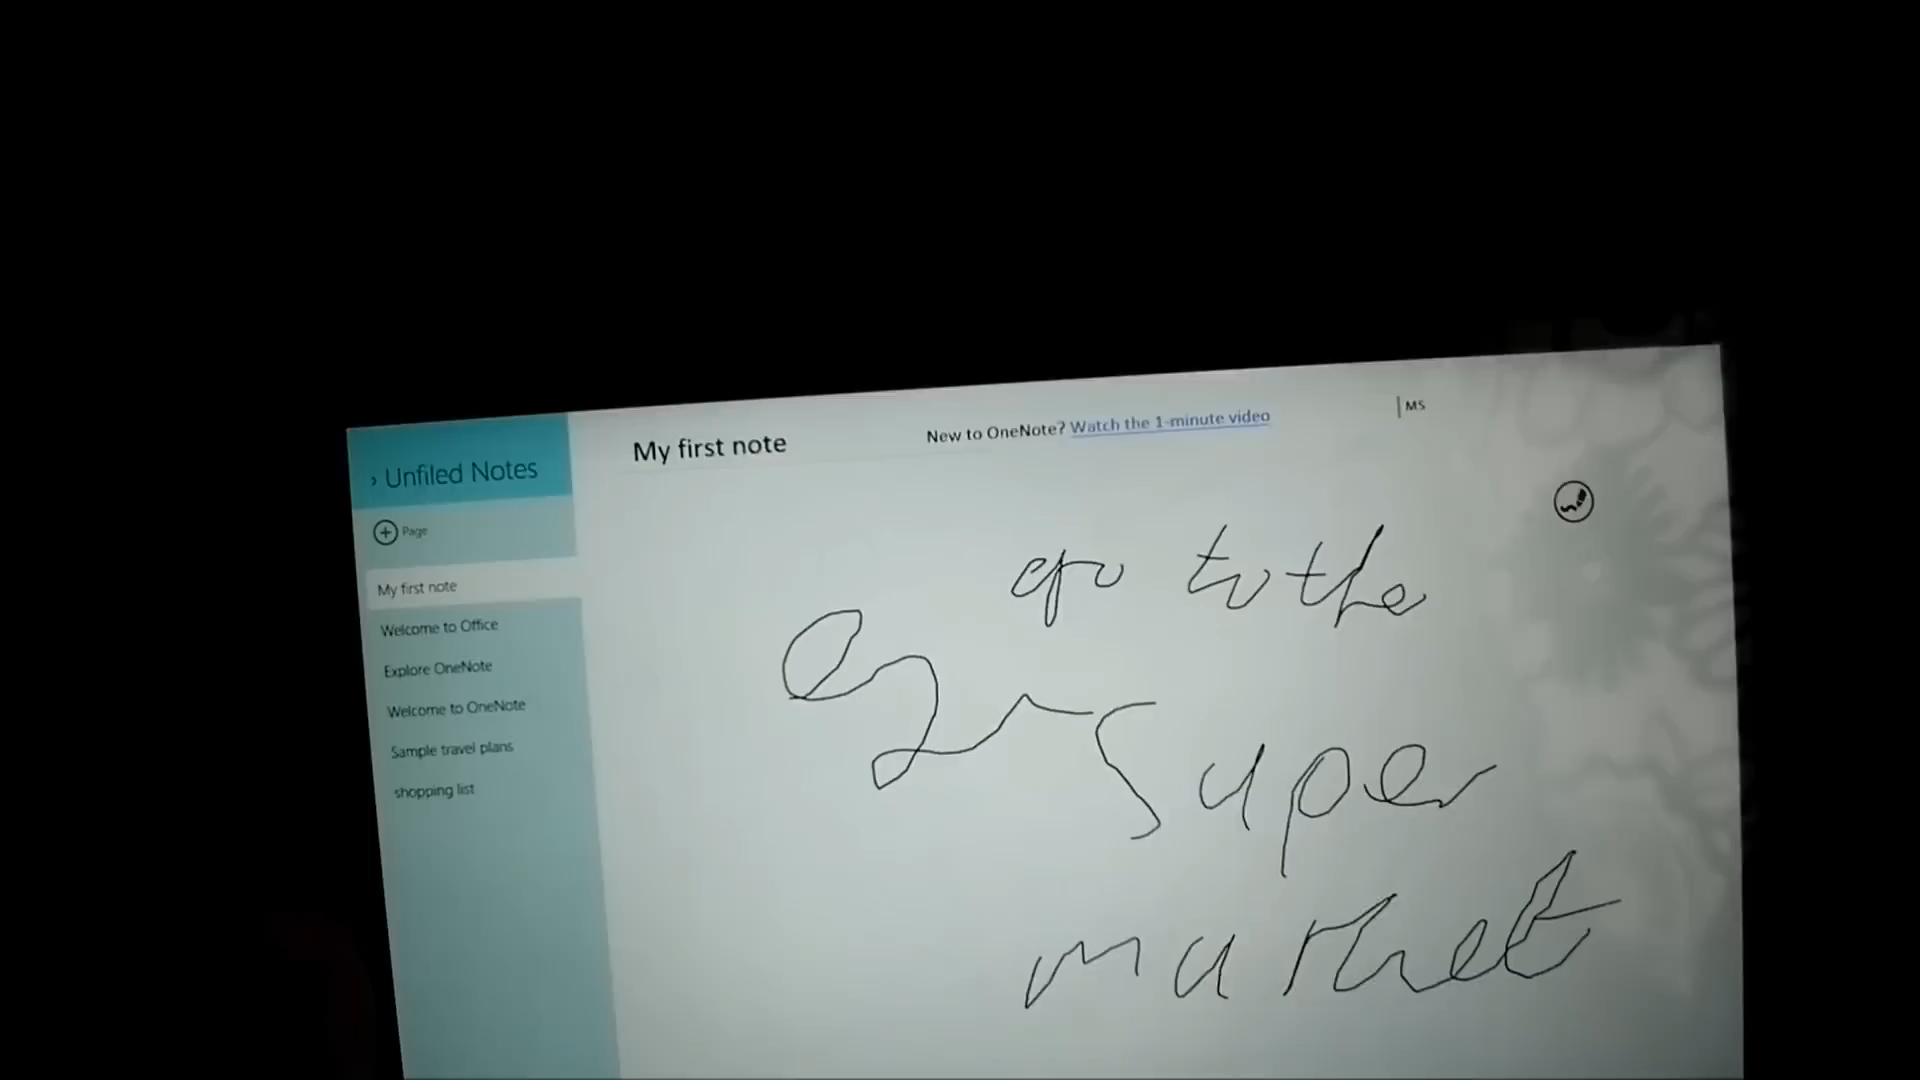 Unfiled Notes
Page
My first note
Welcome to Office
Explore OneNote
Welcome to OneNote
Sample travel plans
shopping list
My first note
New to OneNote? Watch the 1-minute video
MS
go to the
super
market